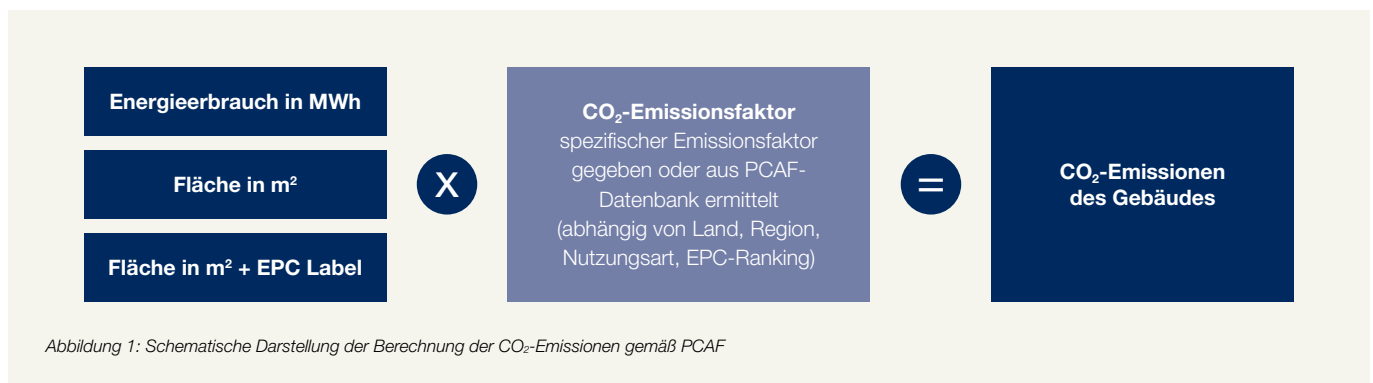 Energieerbrauch in MWh
Fläche in m²
Fläche in m² + EPC Label
X
CO₂-Emissionsfaktor
spezifischer Emissionsfaktor
gegeben oder aus PCAF-
Datenbank ermittelt
(abhängig von Land, Region,
Nutzungsart, EPC-Ranking)
=
CO₂-Emissionen
des Gebäudes
Abbildung 1: Schematische Darstellung der Berechnung der CO₂-Emissionen gemäß PCAF